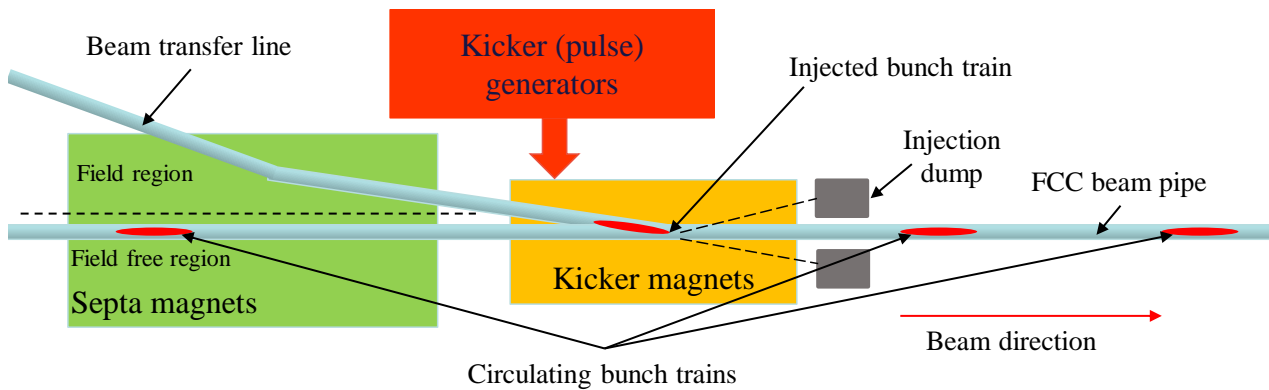 Beam transfer line
Kicker (pulse)
generators
Injected bunch train
Injection
dump
FCC beam pipe
Field region
Field free region
Septa magnets
Kicker magnets
Beam direction
Circulating bunch trains